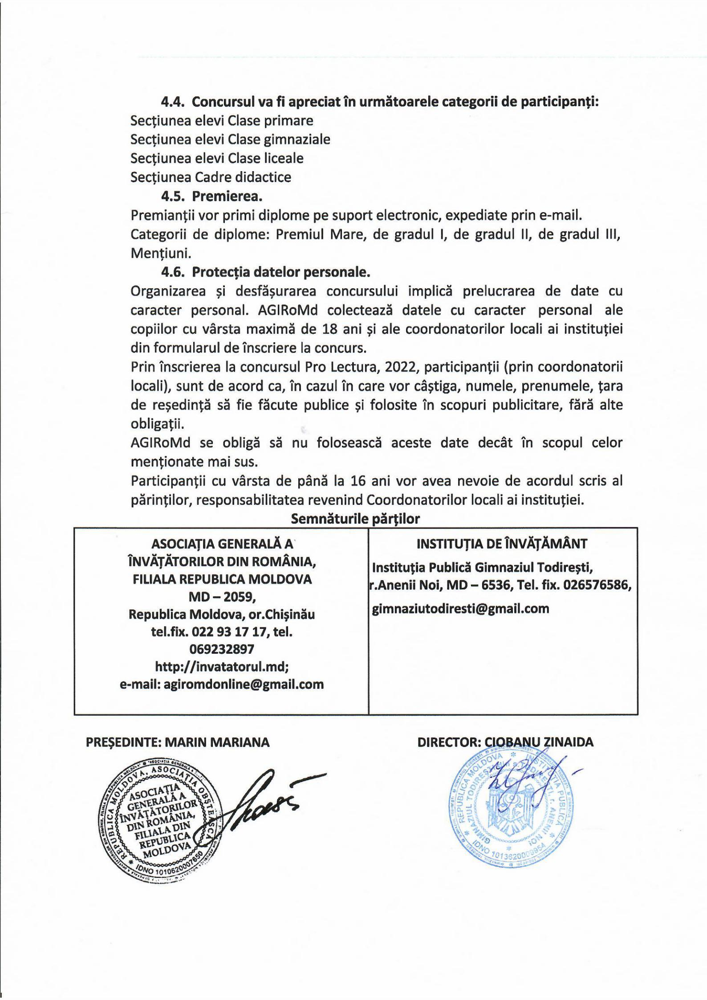 4.4. Concursul va fi apreciat în următoarele categorii de participanți:
Secțiunea elevi Clase primare
Secțiunea elevi Clase gimnaziale
Secțiunea elevi Clase liceale
Secțiunea Cadre didactice
4.5. Premierea.
Premianții vor primi diplome pe suport electronic, expediate prin e-mail.
Categorii de diplome: Premiul Mare, de gradul I, de gradul II, de gradul III,
Mențiuni.
4.6. Protecția datelor personale.
Organizarea și desfășurarea concursului implică prelucrarea de date cu
caracter personal. AGIRoMd colectează datele cu caracter personal ale
copiilor cu vârsta maximă de 18 ani și ale coordonatorilor locali ai instituției
din formularul de înscriere la concurs.
Prin înscrierea la concursul Pro Lectura, 2022, participanții (prin coordonatorii
locali), sunt de acord ca, în cazul în care vor câștiga, numele, prenumele, țara
de reședință să fie făcute publice și folosite în scopuri publicitare, fără alte
obligații.
AGIRoMd se obligă să nu folosească aceste date decât în scopul celor
menționate mai sus.
Participanții cu vârsta de până la 16 ani vor avea nevoie de acordul scris al
părinților, responsabilitatea revenind Coordonatorilor locali ai instituției.
Semnăturile părților
ASOCIAȚIA GENERALĂ A
ÎNVĂȚĂTORILOR DIN ROMÂNIA,
FILIALA REPUBLICA MOLDOVA
MD – 2059,
Republica Moldova, or.Chișinău
tel.fix. 022 93 17 17, tel.
069232897
http://invatatorul.md;
e-mail: agiromdonline@gmail.com
INSTITUȚIA DE ÎNVĂȚĂMÂNT
Instituția Publică Gimnaziul Todirești,
r.Anenii Noi, MD – 6536, Tel. fix. 026576586,
gimnaziutodiresti@gmail.com
PREȘEDINTE: MARIN MARIANA
DIRECTOR: CIOBANU ZINAIDA
REPUBLICA MOLDOVA, ASOCIAȚIA OBȘTEASCĂ
ASOCIAȚIA
GENERALĂ A
ÎNVĂȚĂTORILOR
DIN ROMÂNIA,
FILIALA DIN
REPUBLICA
MOLDOVA
* IDNO 1010620007650 *
* REPUBLICA MOLDOVA * INSTITUȚIA PUBLICĂ *
GIMNAZIUL TODIREȘTI din s.TODIREȘTI, r. ANENII NOI *
IDNO 1013620009954